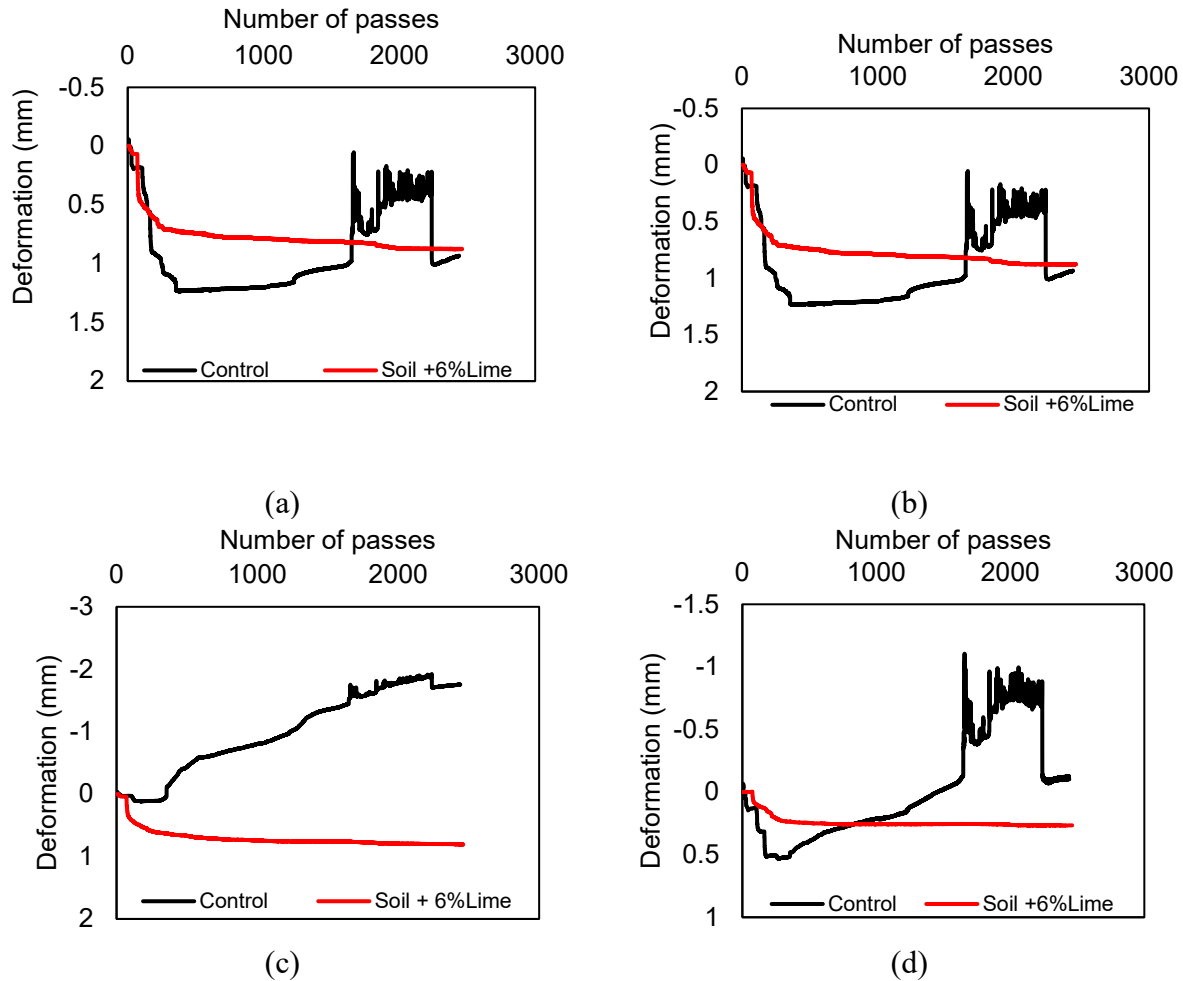 Number of passes
0 1000 2000 3000
-0.5
0
0.5
1
1.5
2
Deformation (mm)
Control Soil +6%Lime
(a)
Number of passes
0 1000 2000 3000
-0.5
0
0.5
1
1.5
2
Deformation (mm)
Control Soil +6%Lime
(b)
Number of passes
0 1000 2000 3000
-3
-2
-1
0
1
2
Deformation (mm)
Control Soil + 6%Lime
(c)
Number of passes
0 1000 2000 3000
-1.5
-1
-0.5
0
0.5
1
Deformation (mm)
Control Soil +6%Lime
(d)